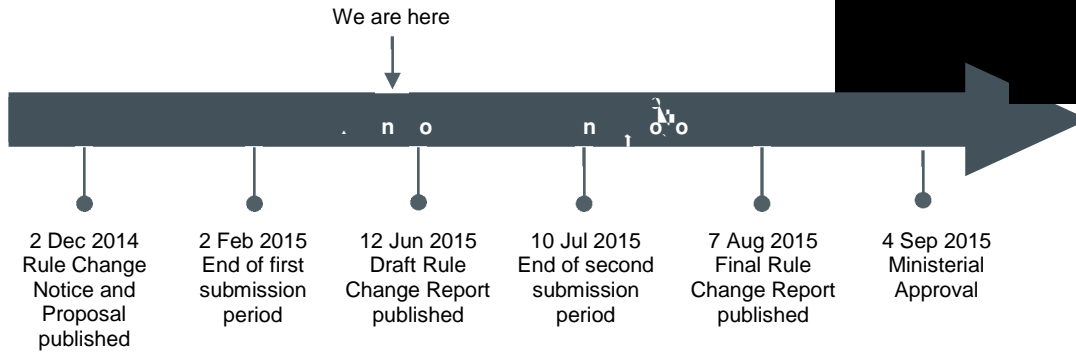 We are here
2 Dec 2014
Rule Change
Notice and
Proposal
published
2 Feb 2015
End of first
submission
period
12 Jun 2015
Draft Rule
Change Report
published
10 Jul 2015
End of second
submission
period
7 Aug 2015
Final Rule
Change Report
published
4 Sep 2015
Ministerial
Approval